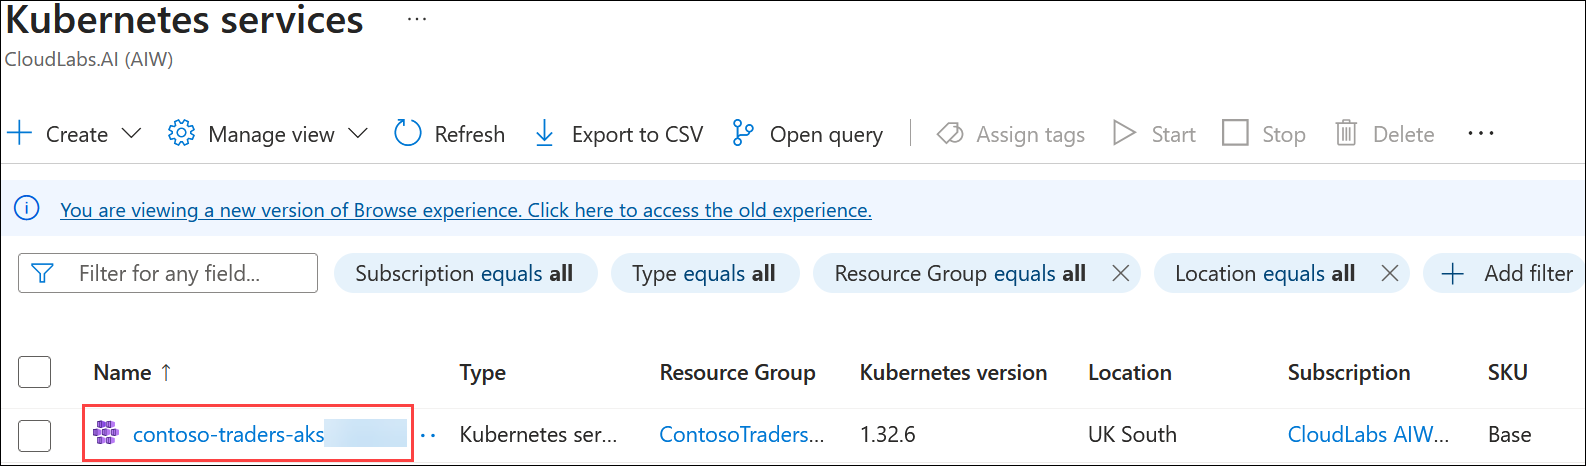 Kubernetes services ...
CloudLabs.AI (AIW)
Create Manage view Refresh Export to CSV Open query Assign tags Start Stop Delete ...
You are viewing a new version of Browse experience. Click here to access the old experience.
Filter for any field... Subscription equals all Type equals all Resource Group equals all Location equals all Add filter
Name ↑ Type Resource Group Kubernetes version Location Subscription SKU
contoso-traders-aks Kubernetes ser... ContosoTraders... 1.32.6 UK South CloudLabs AIW... Base